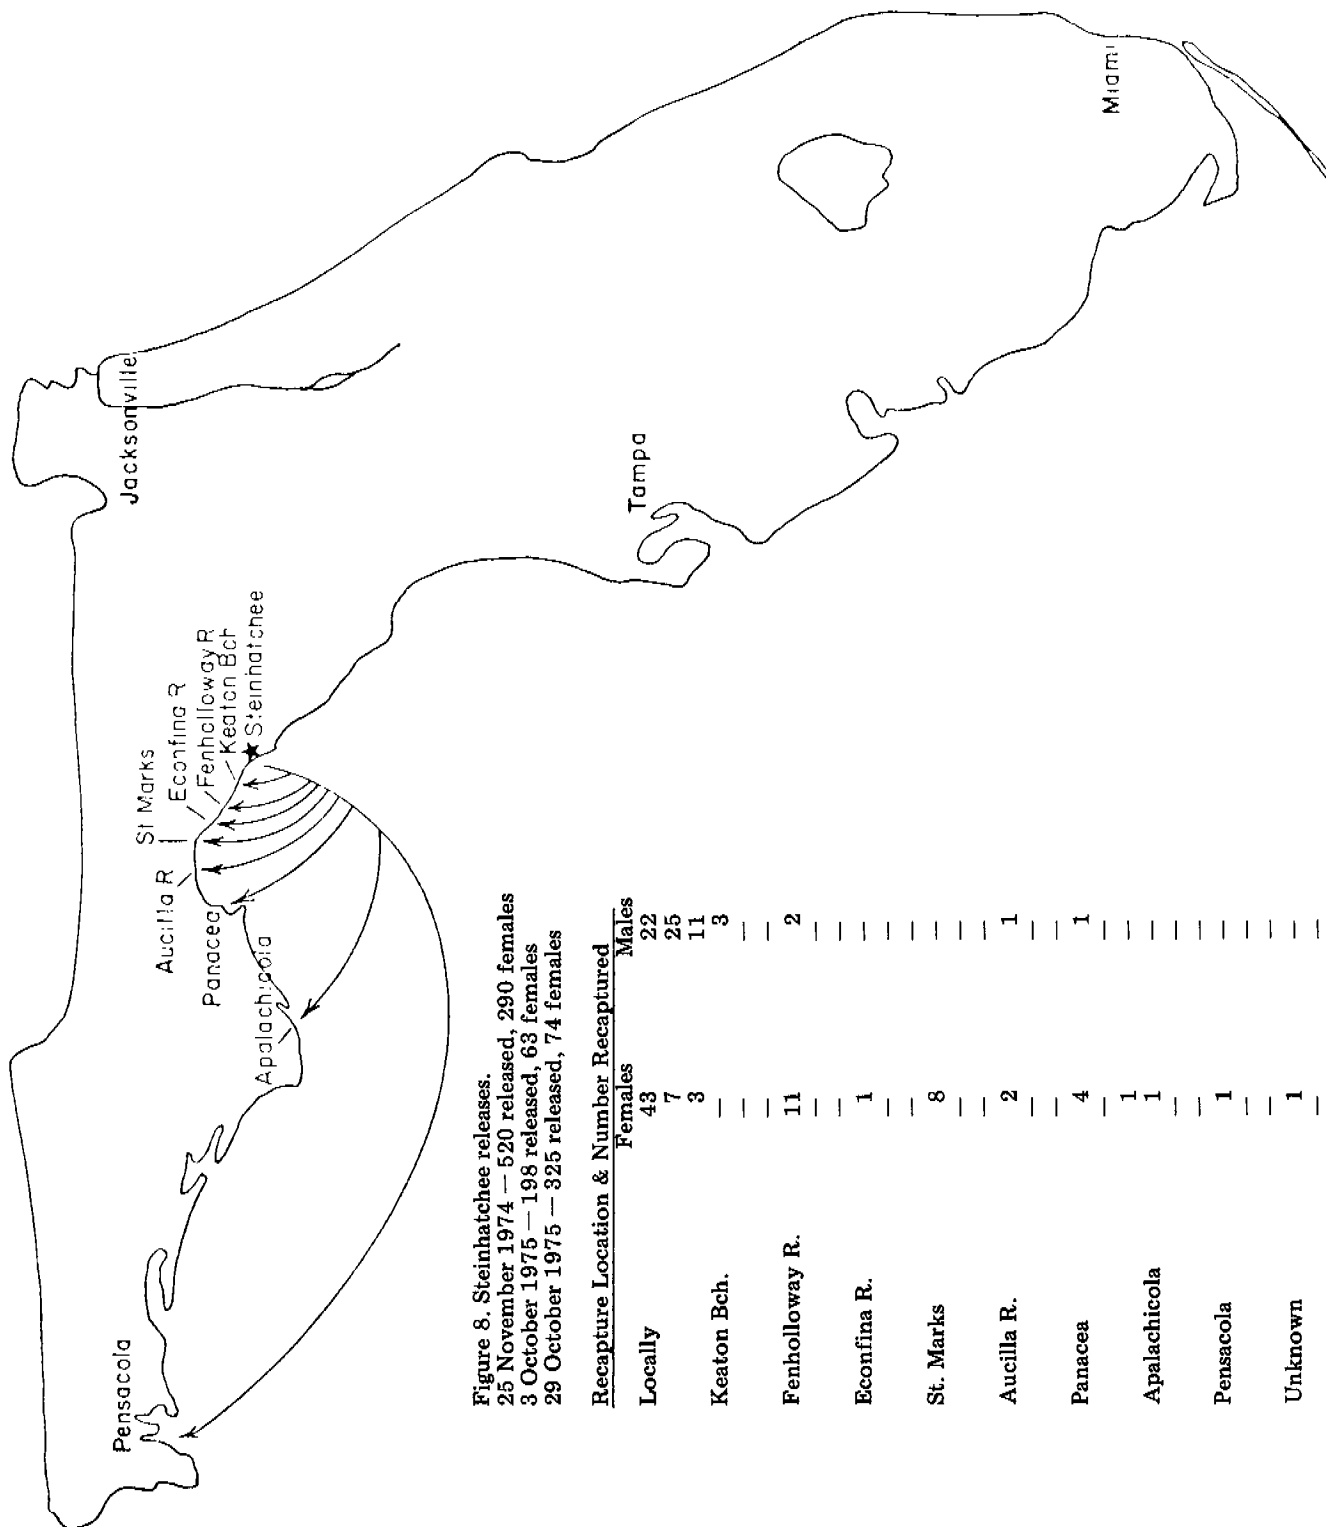 Jacksonville
St Marks
Econfina R
Fenholloway R
Keaton Bch
Steinhatchee
Aucilla R
Panacea
Apalachicola
Pensacola
Tampa
Miami
Figure 8. Steinhatchee releases.
25 November 1974 — 520 released, 290 females
3 October 1975 — 198 released, 63 females
29 October 1975 — 325 released, 74 females
Recapture Location & Number Recaptured
Females Males
Locally 43 22
7 25
3 11
Keaton Bch. — 3
— —
— —
Fenholloway R. 11 2
— —
— —
Econfina R. 1 —
— —
— —
St. Marks 8 —
— —
— —
Aucilla R. 2 1
— —
— —
Panacea 4 1
— —
1 —
Apalachicola 1 —
— —
— —
Pensacola 1 —
— —
— —
Unknown 1 —
— —